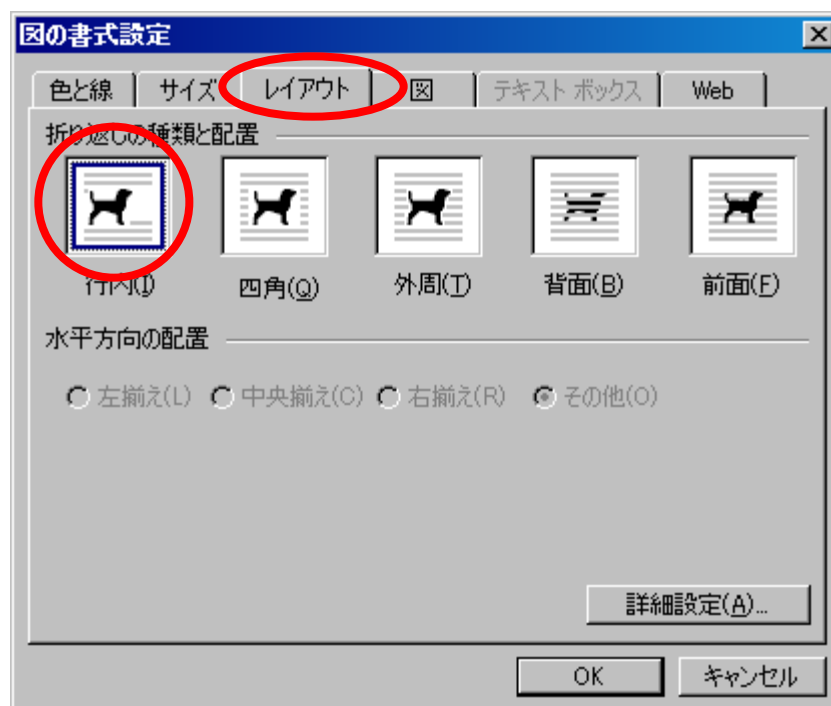 図の書式設定
色と線 サイズ レイアウト 図 テキスト ボックス Web
折り返しの種類と配置
行内(I) 四角(Q) 外周(T) 背面(B) 前面(F)
水平方向の配置
左揃え(L) 中央揃え(C) 右揃え(R) その他(O)
詳細設定(A)...
OK キャンセル